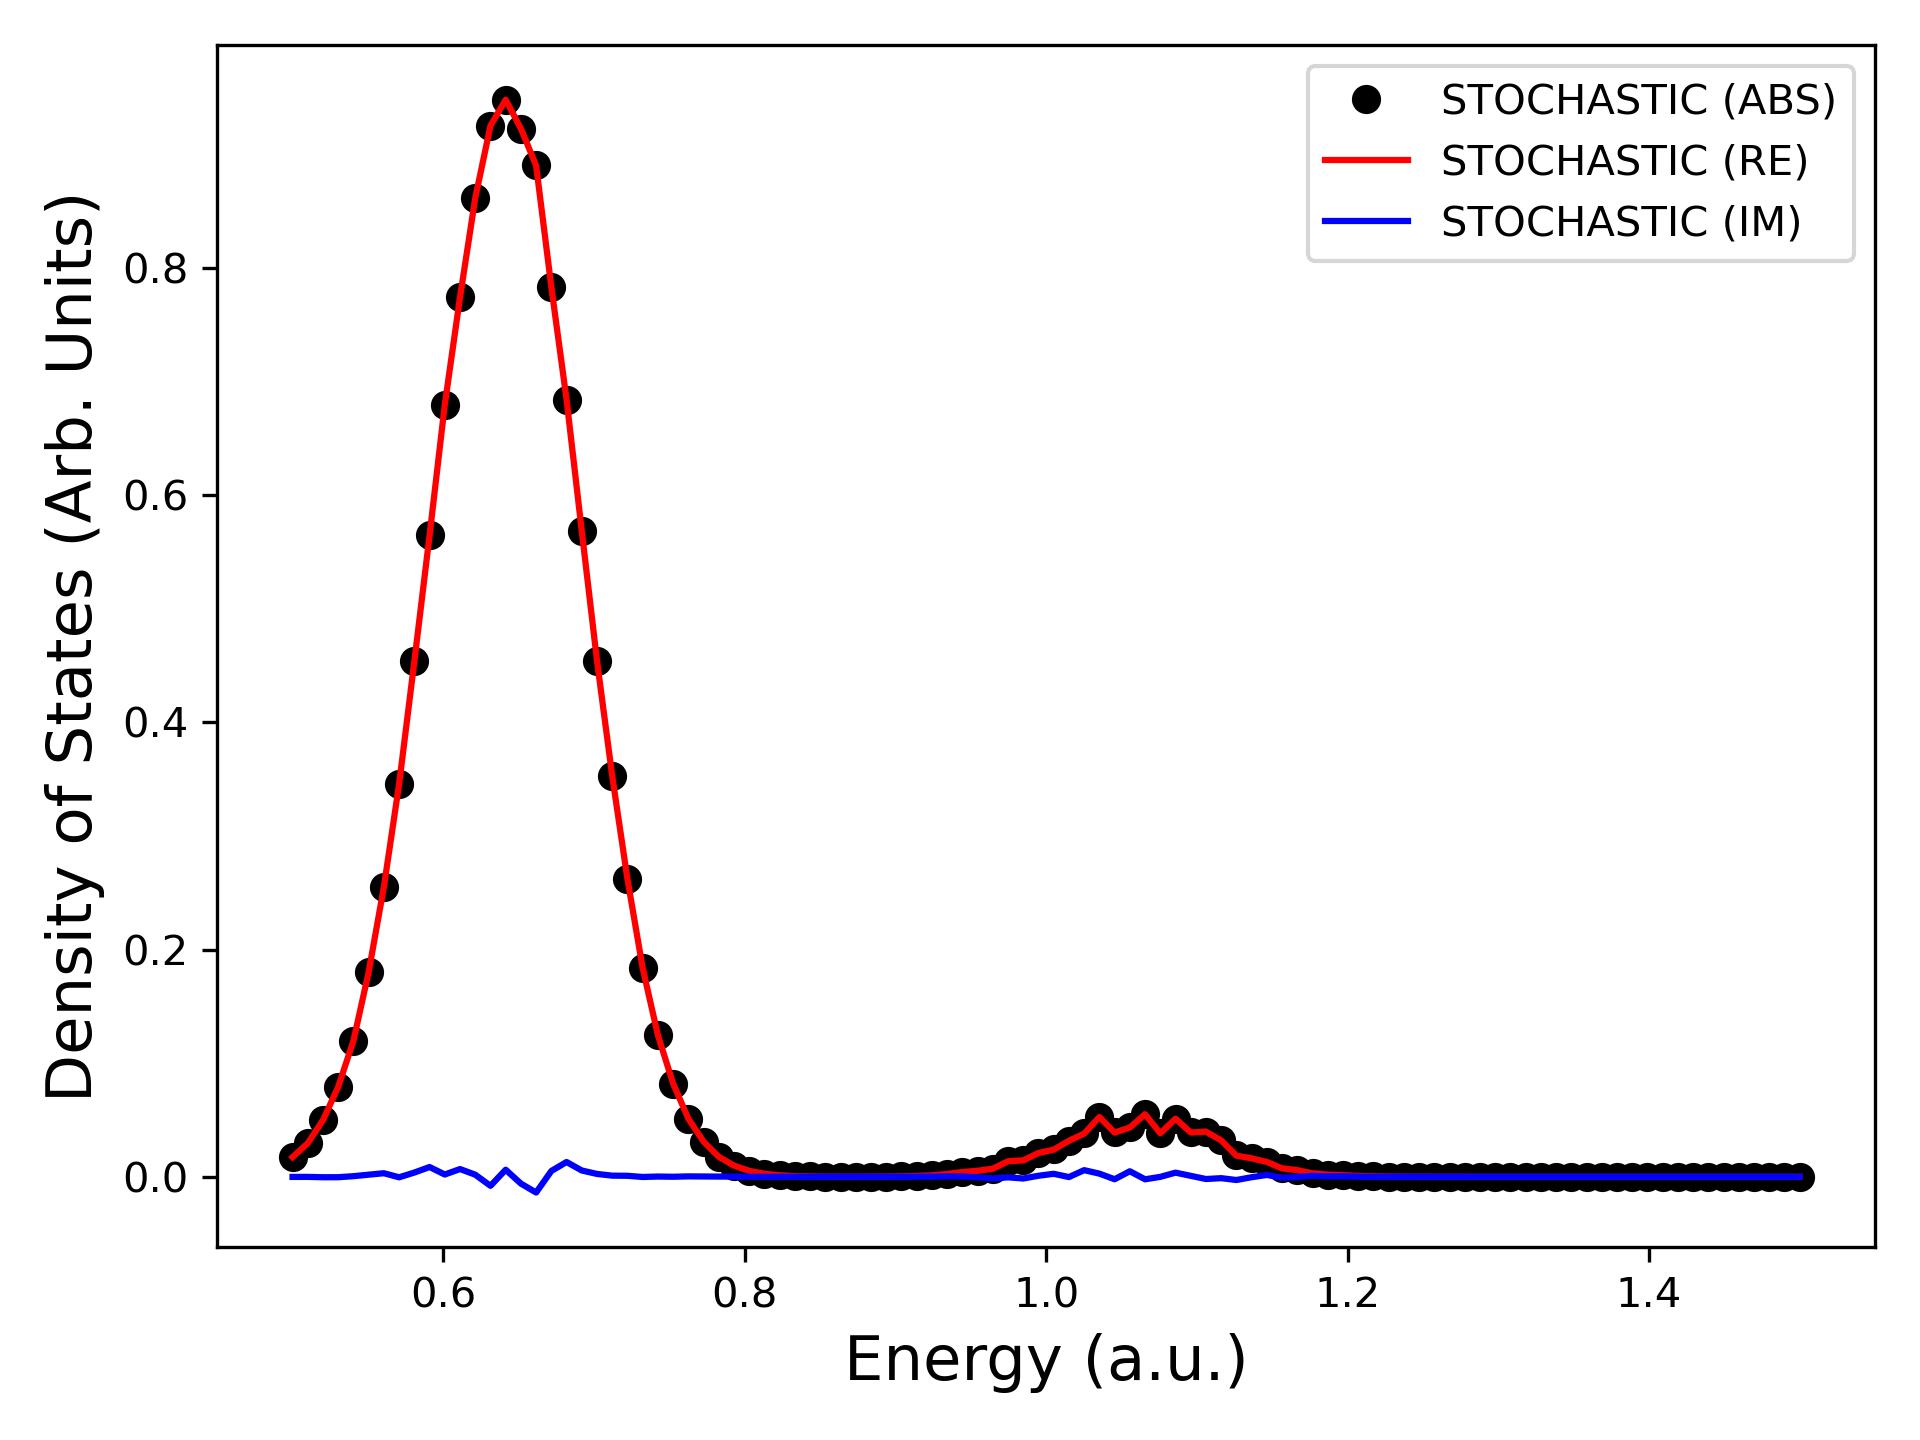 STOCHASTIC (ABS)
STOCHASTIC (RE)
STOCHASTIC (IM)
Density of States (Arb. Units)
0.8
0.6
0.4
0.2
0.0
0.6 0.8 1.0 1.2 1.4
Energy (a.u.)